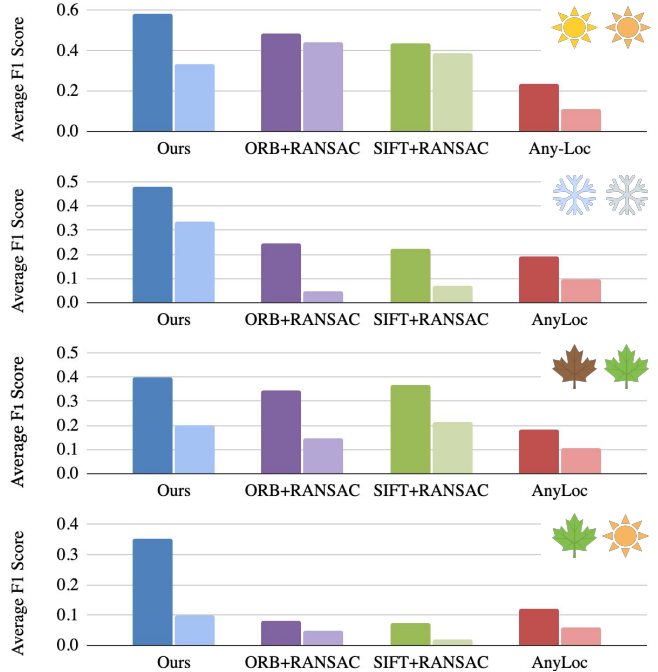 Average F1 Score
0.6
0.4
0.2
0.0
Ours
ORB+RANSAC
SIFT+RANSAC
Any-Loc
Average F1 Score
0.5
0.4
0.3
0.2
0.1
0.0
Ours
ORB+RANSAC
SIFT+RANSAC
AnyLoc
Average F1 Score
0.5
0.4
0.3
0.2
0.1
0.0
Ours
ORB+RANSAC
SIFT+RANSAC
AnyLoc
Average F1 Score
0.4
0.3
0.2
0.1
0.0
Ours
ORB+RANSAC
SIFT+RANSAC
AnyLoc